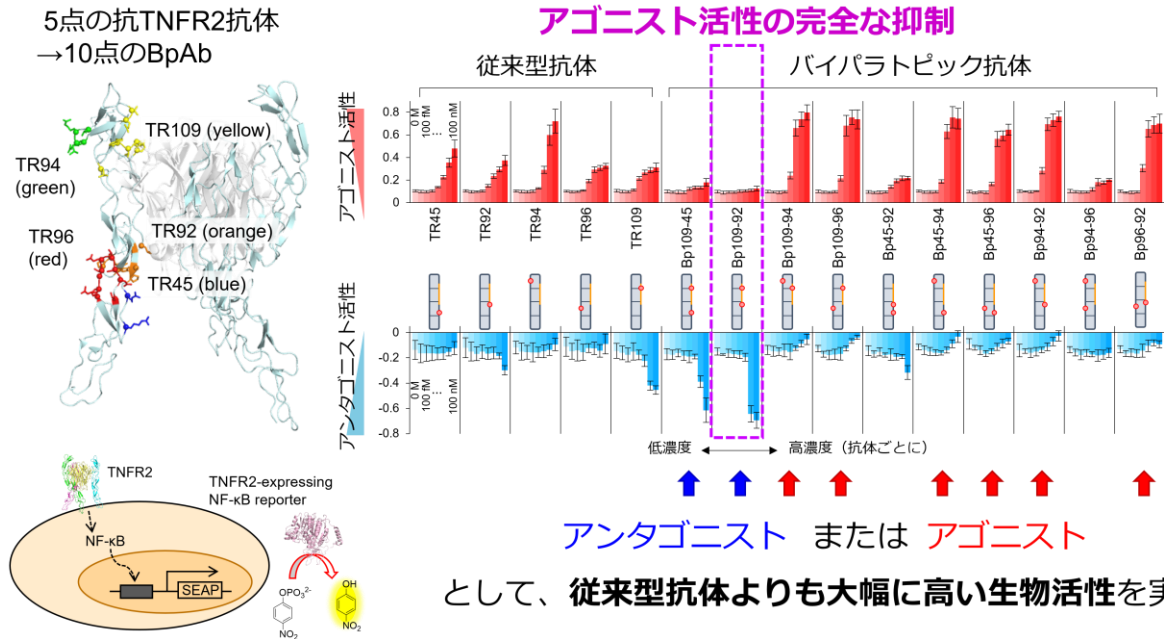 5点の抗TNFR2抗体
→10点のBpAb
TR109 (yellow)
TR94
(green)
TR92 (orange)
TR96
(red)
TR45 (blue)
TNFR2
TNFR2-expressing
NF-κB reporter
NF-κB
SEAP
OPO₃²⁻
NO₂
OH
NO₂
アゴニスト活性の完全な抑制
従来型抗体
バイパラトピック抗体
アゴニスト活性
0.8
0.6
0.4
0.2
0
0 M
100 fM
...
100 nM
TR45
TR92
TR94
TR96
TR109
Bp109-45
Bp109-92
Bp109-94
Bp109-96
Bp45-92
Bp45-94
Bp45-96
Bp94-92
Bp94-96
Bp96-92
アンタゴニスト活性
0
-0.2
-0.4
-0.6
-0.8
0 M
100 fM
...
100 nM
低濃度
高濃度（抗体ごとに）
アンタゴニスト または アゴニスト
として、従来型抗体よりも大幅に高い生物活性を